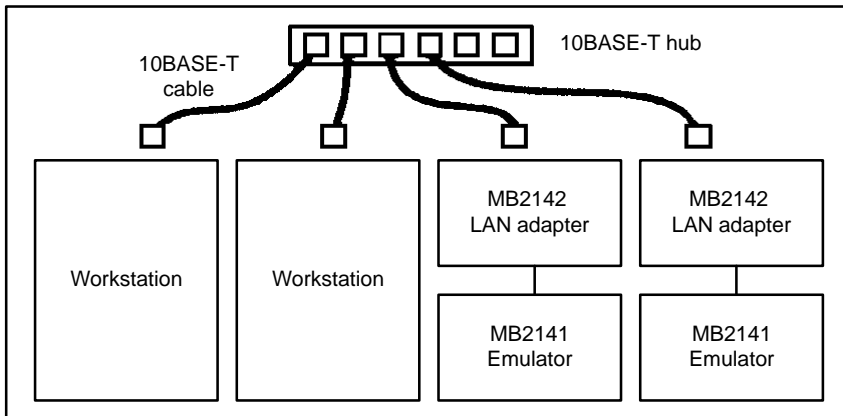 10BASE-T hub
10BASE-T
cable
Workstation
Workstation
MB2142
LAN adapter
MB2142
LAN adapter
MB2141
Emulator
MB2141
Emulator